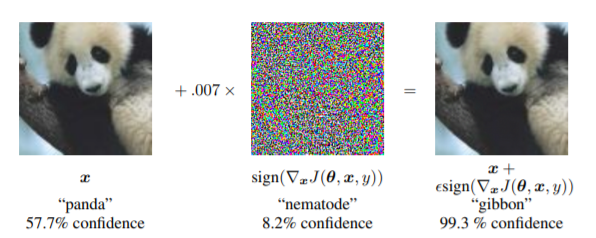 + .007 ×
=
x
"panda"
57.7% confidence
sign(∇ₓJ(θ, x, y))
"nematode"
8.2% confidence
x +
ϵsign(∇ₓJ(θ, x, y))
"gibbon"
99.3 % confidence